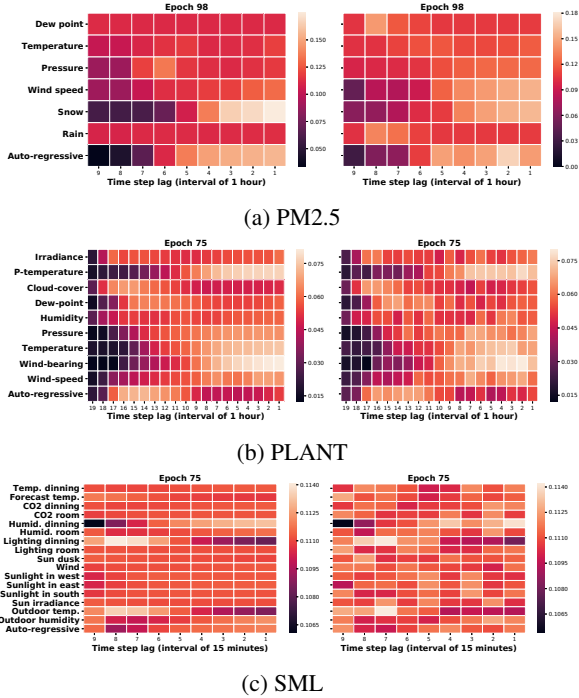 Epoch 98
Dew point
Temperature
Pressure
Wind speed
Snow
Rain
Auto-regressive
9 8 7 6 5 4 3 2 1
Time step lag (interval of 1 hour)
0.150
0.125
0.100
0.075
0.050
Epoch 98
9 8 7 6 5 4 3 2 1
Time step lag (interval of 1 hour)
0.18
0.15
0.12
0.09
0.06
0.03
0.00
(a) PM2.5
Epoch 75
Irradiance
P-temperature
Cloud-cover
Dew-point
Humidity
Pressure
Temperature
Wind-bearing
Wind-speed
Auto-regressive
19 18 17 16 15 14 13 12 11 10 9 8 7 6 5 4 3 2 1
Time step lag (interval of 1 hour)
0.075
0.060
0.045
0.030
0.015
Epoch 75
19 18 17 16 15 14 13 12 11 10 9 8 7 6 5 4 3 2 1
Time step lag (interval of 1 hour)
0.075
0.060
0.045
0.030
0.015
(b) PLANT
Epoch 75
Temp. dinning
Forecast temp.
CO2 dinning
CO2 room
Humid. dinning
Humid. room
Lighting dinning
Lighting room
Sun dusk
Wind
Sunlight in west
Sunlight in east
Sunlight in south
Sun irradiance
Outdoor temp.
Outdoor humidity
Auto-regressive
9 8 7 6 5 4 3 2 1
Time step lag (interval of 15 minutes)
0.1140
0.1125
0.1110
0.1095
0.1080
0.1065
Epoch 75
9 8 7 6 5 4 3 2 1
Time step lag (interval of 15 minutes)
0.1140
0.1125
0.1110
0.1095
0.1080
0.1065
(c) SML